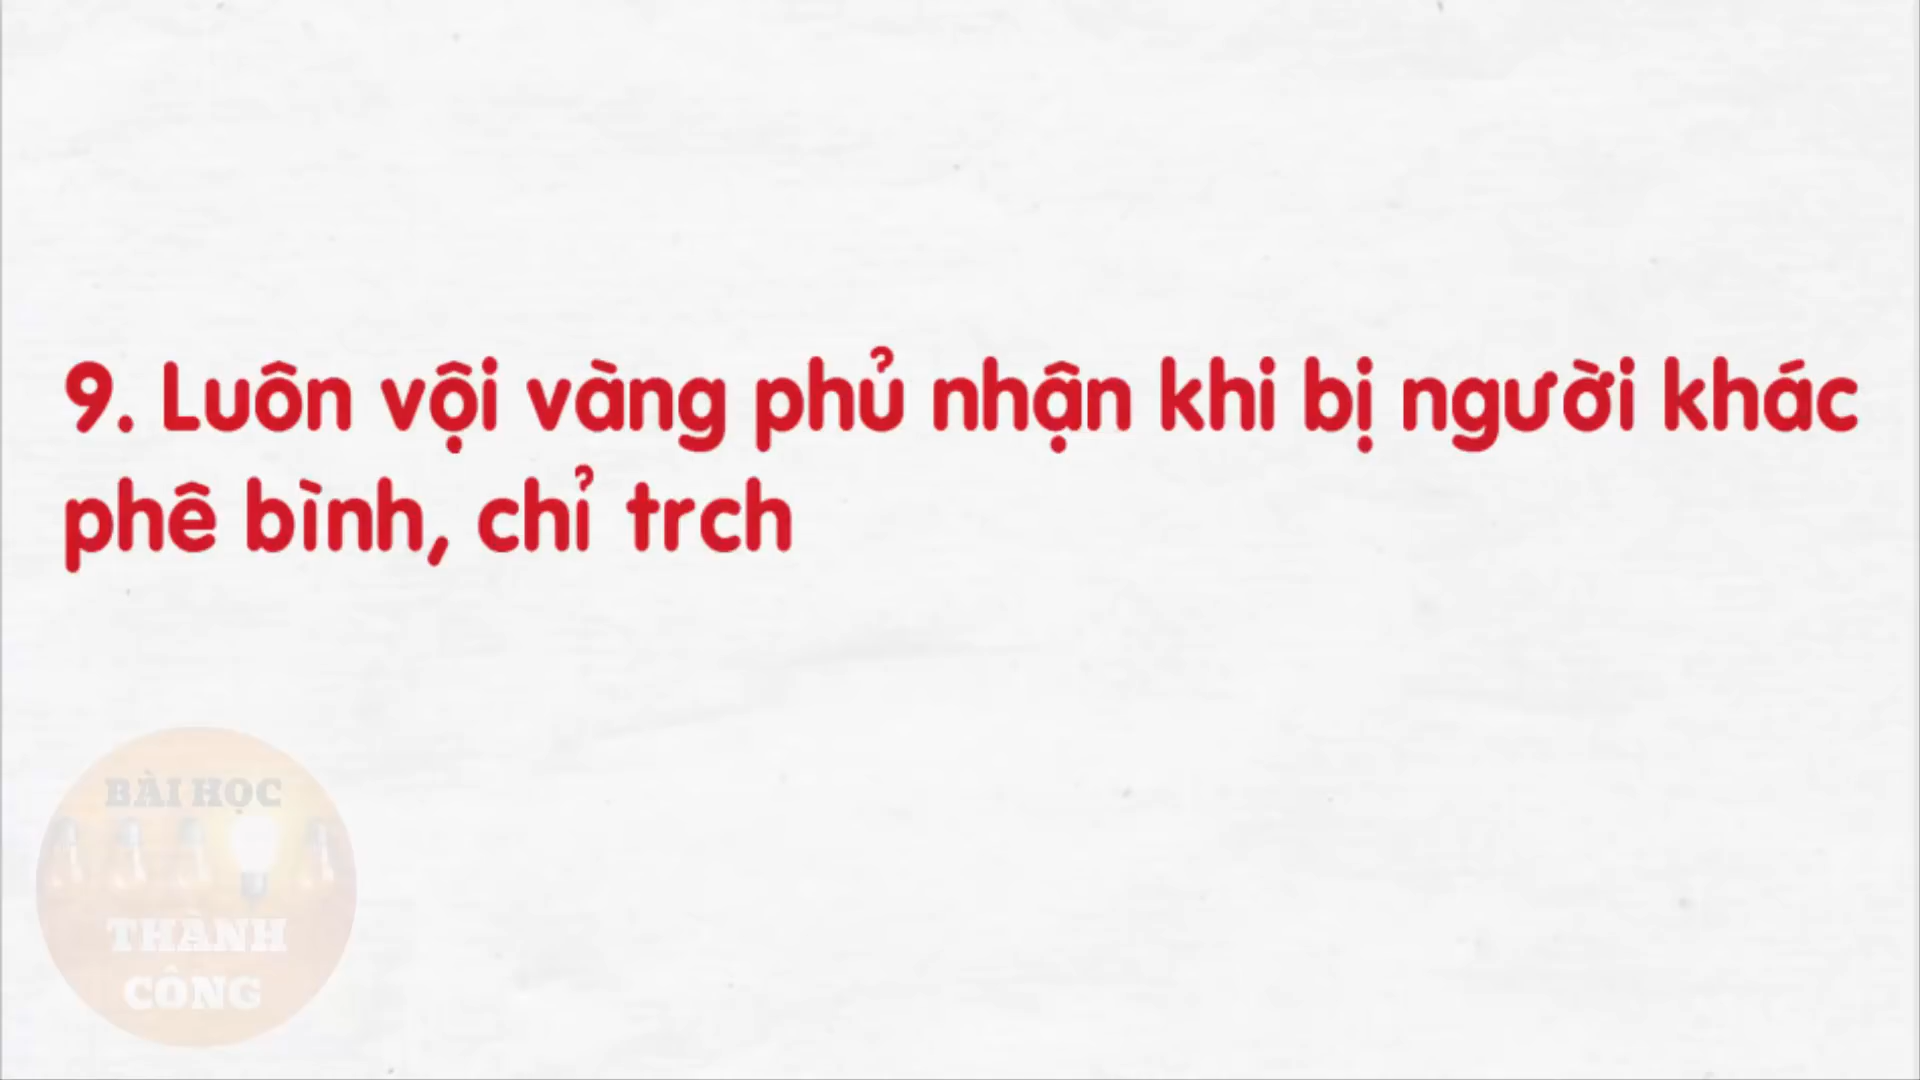 9. Luôn vội vàng phủ nhận khi bị người khác
phê bình, chỉ trch
BÀI HỌC
THÀNH
CÔNG